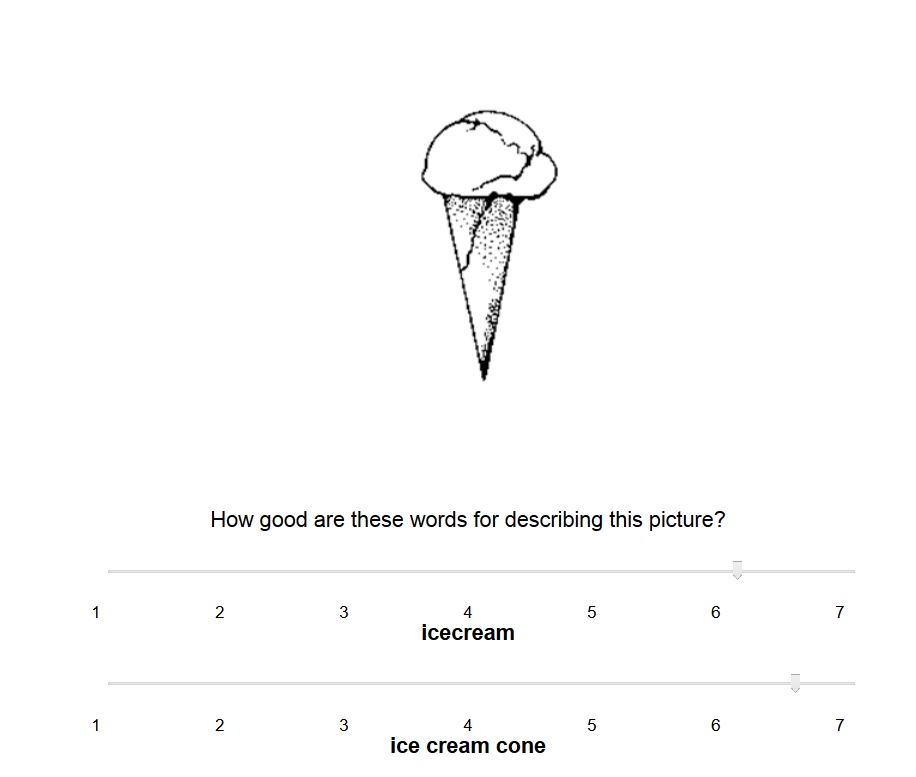 How good are these words for describing this picture?
1 2 3 4 5 6 7
icecream
1 2 3 4 5 6 7
ice cream cone